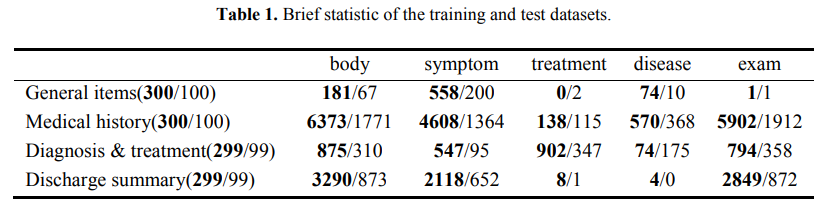 Table 1. Brief statistic of the training and test datasets.
body symptom treatment disease exam
General items(300/100) 181/67 558/200 0/2 74/10 1/1
Medical history(300/100) 6373/1771 4608/1364 138/115 570/368 5902/1912
Diagnosis & treatment(299/99) 875/310 547/95 902/347 74/175 794/358
Discharge summary(299/99) 3290/873 2118/652 8/1 4/0 2849/872